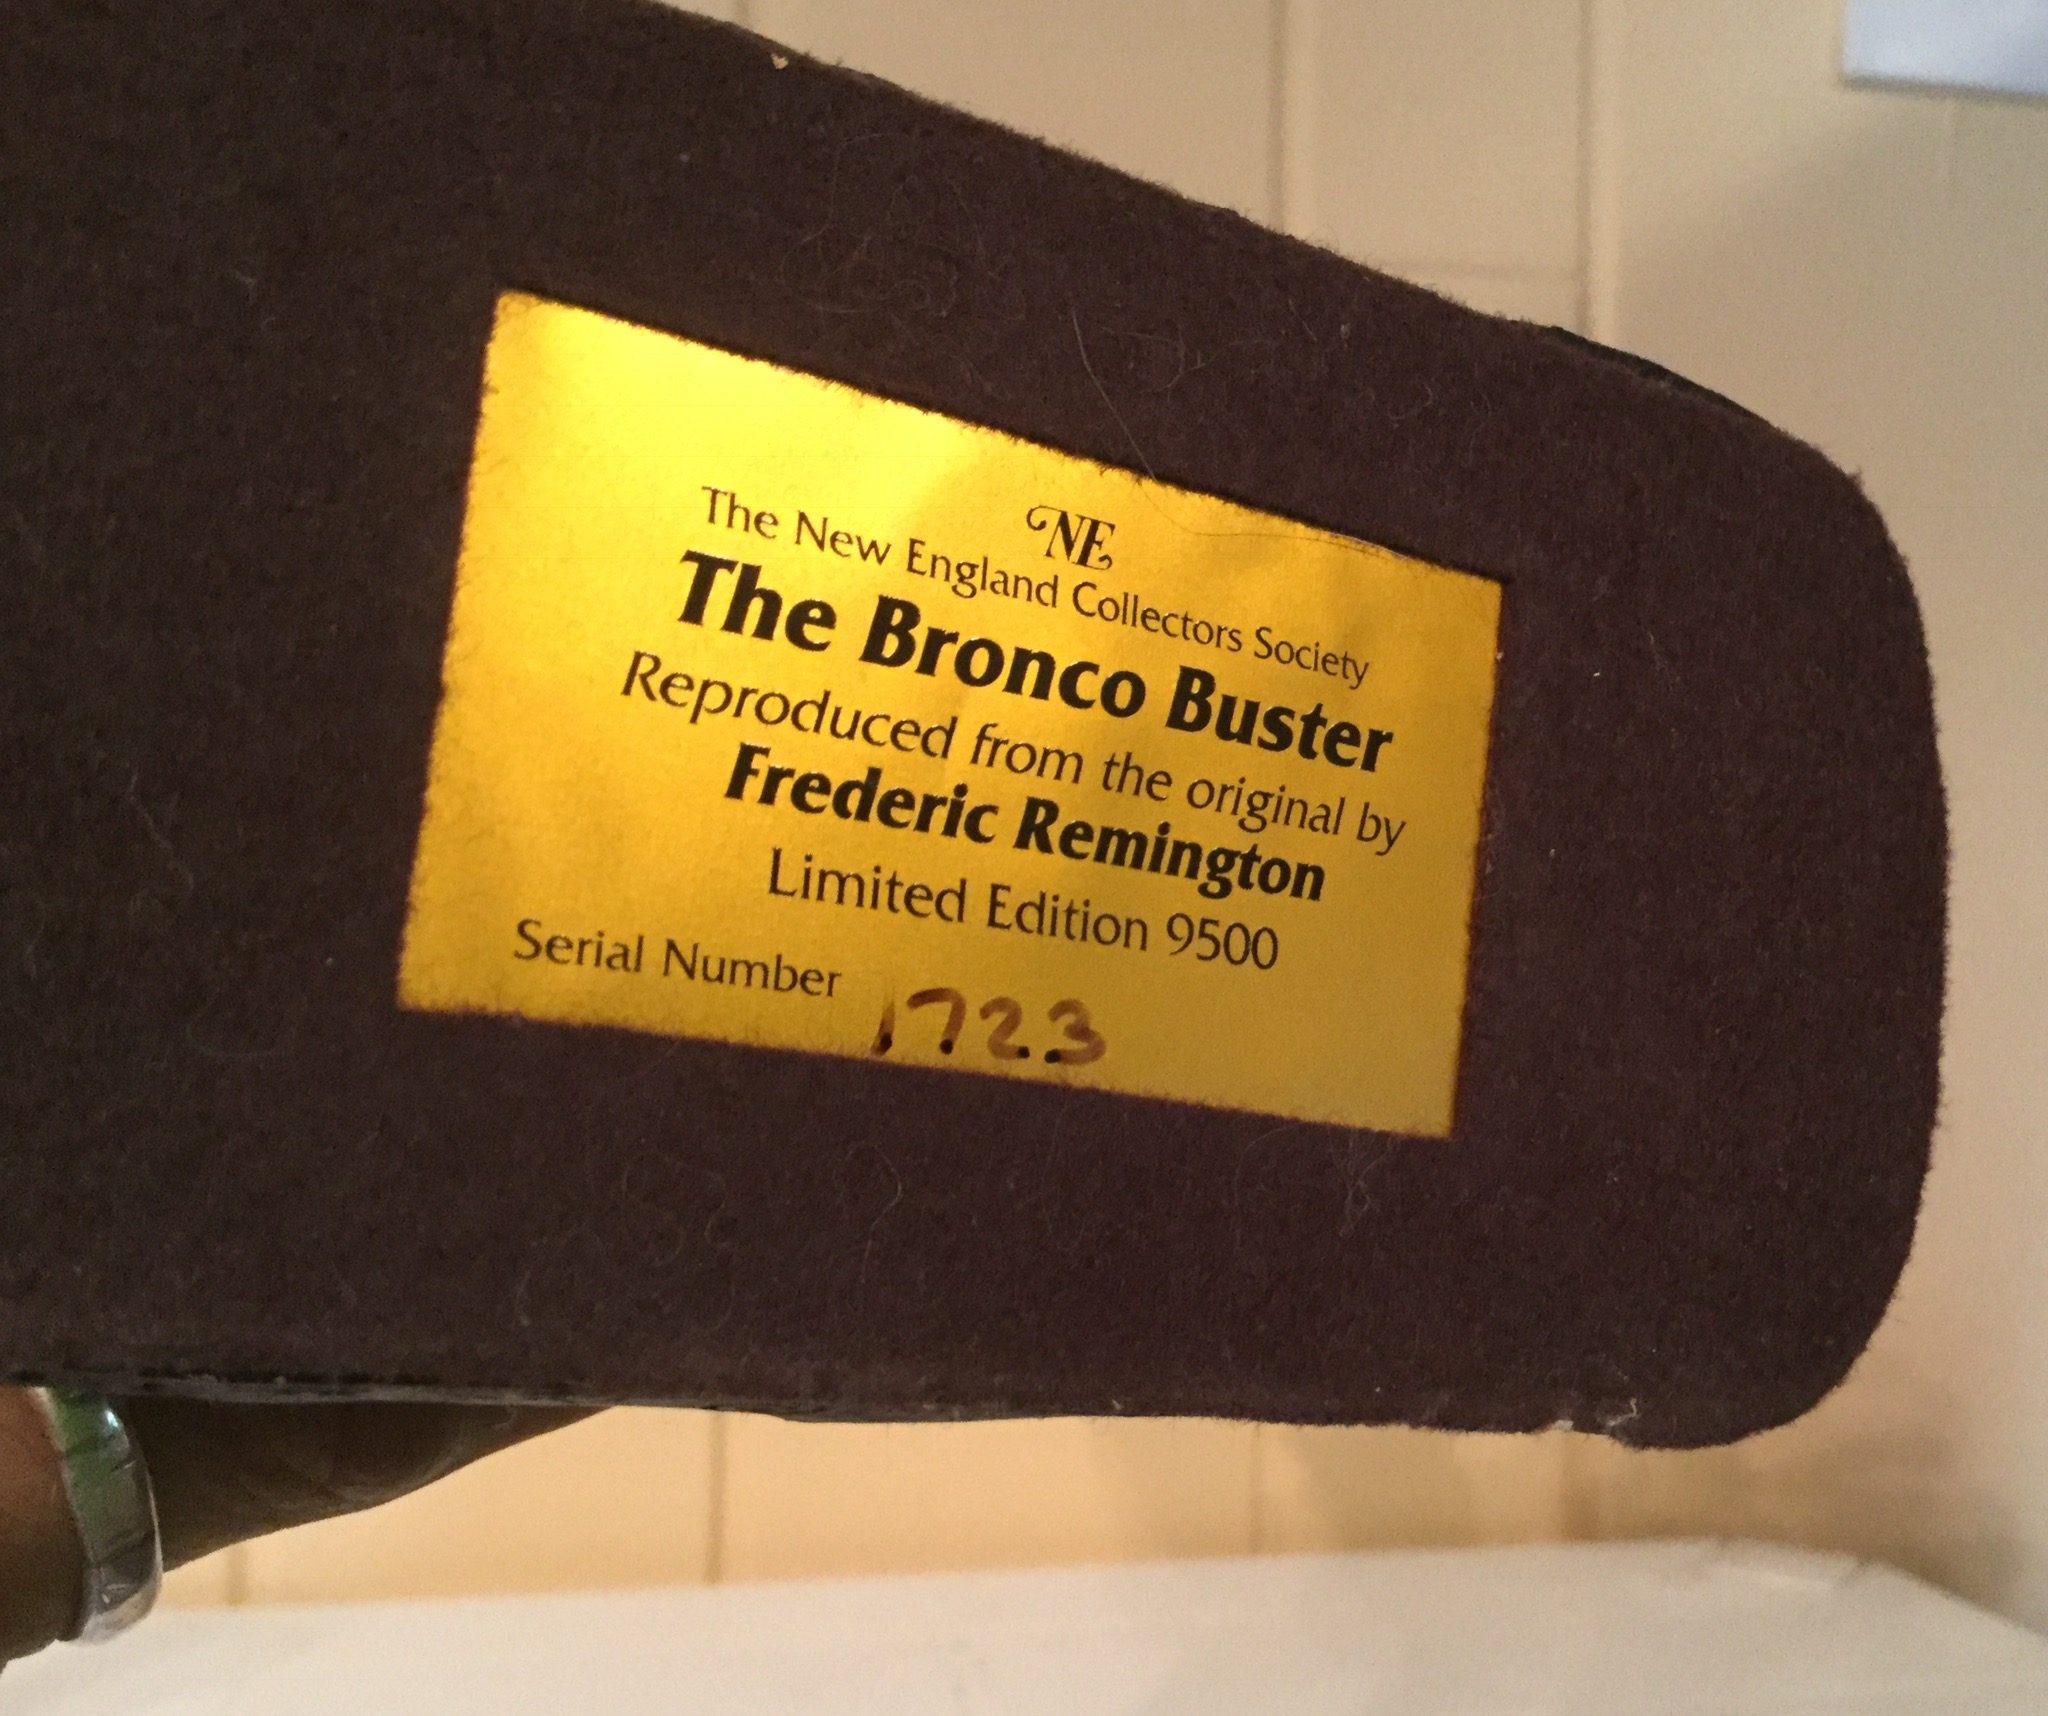 NE
The New England Collectors Society
The Bronco Buster
Reproduced from the original by
Frederic Remington
Limited Edition 9500
Serial Number 1723